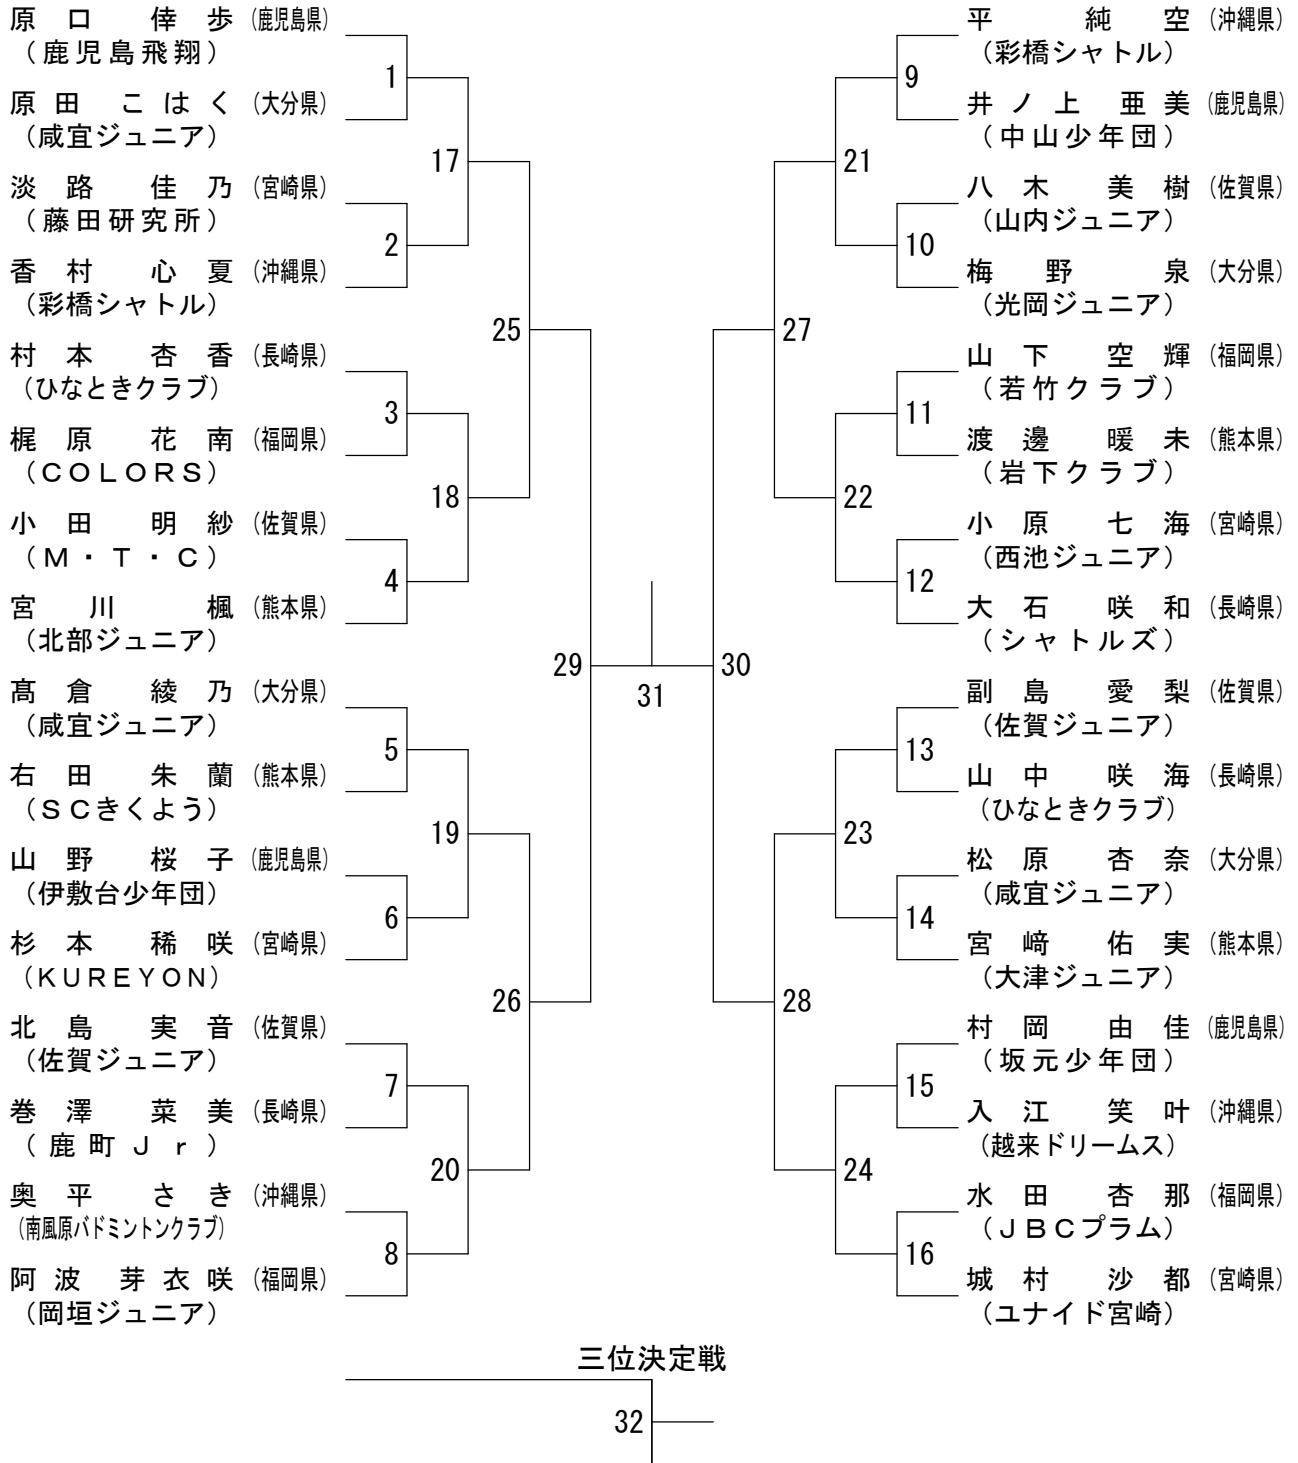 原口 倖歩 (鹿児島県)
(鹿児島飛翔)
1
原田 こはく (大分県)
(咸宜ジュニア)
17
淡路 佳乃 (宮崎県)
(藤田研究所)
2
香村 心夏 (沖縄県)
(彩橋シャトル)
25
村本 杏香 (長崎県)
(ひなときクラブ)
3
梶原 花南 (福岡県)
(COLORS)
18
小田 明紗 (佐賀県)
(M・T・C)
4
宮川 楓 (熊本県)
(北部ジュニア)
29
髙倉 綾乃 (大分県)
(咸宜ジュニア)
5
右田 朱蘭 (熊本県)
(SCきくよう)
19
山野 桜子 (鹿児島県)
(伊敷台少年団)
6
杉本 稀咲 (宮崎県)
(KUREYON)
26
北島 実音 (佐賀県)
(佐賀ジュニア)
7
巻澤 菜美 (長崎県)
(鹿町Jr)
20
奥平 さき (沖縄県)
(南風原バドミントンクラブ)
8
阿波 芽衣咲 (福岡県)
(岡垣ジュニア)
31
平 純空 (沖縄県)
(彩橋シャトル)
9
井ノ上 亜美 (鹿児島県)
(中山少年団)
21
八木 美樹 (佐賀県)
(山内ジュニア)
10
梅野 泉 (大分県)
(光岡ジュニア)
27
山下 空輝 (福岡県)
(若竹クラブ)
11
渡邊 暖未 (熊本県)
(岩下クラブ)
22
小原 七海 (宮崎県)
(西池ジュニア)
12
大石 咲和 (長崎県)
(シャトルズ)
30
副島 愛梨 (佐賀県)
(佐賀ジュニア)
13
山中 咲海 (長崎県)
(ひなときクラブ)
23
松原 杏奈 (大分県)
(咸宜ジュニア)
14
宮﨑 佑実 (熊本県)
(大津ジュニア)
28
村岡 由佳 (鹿児島県)
(坂元少年団)
15
入江 笑叶 (沖縄県)
(越来ドリームス)
24
水田 杏那 (福岡県)
(JBCプラム)
16
城村 沙都 (宮崎県)
(ユナイド宮崎)
三位決定戦
32